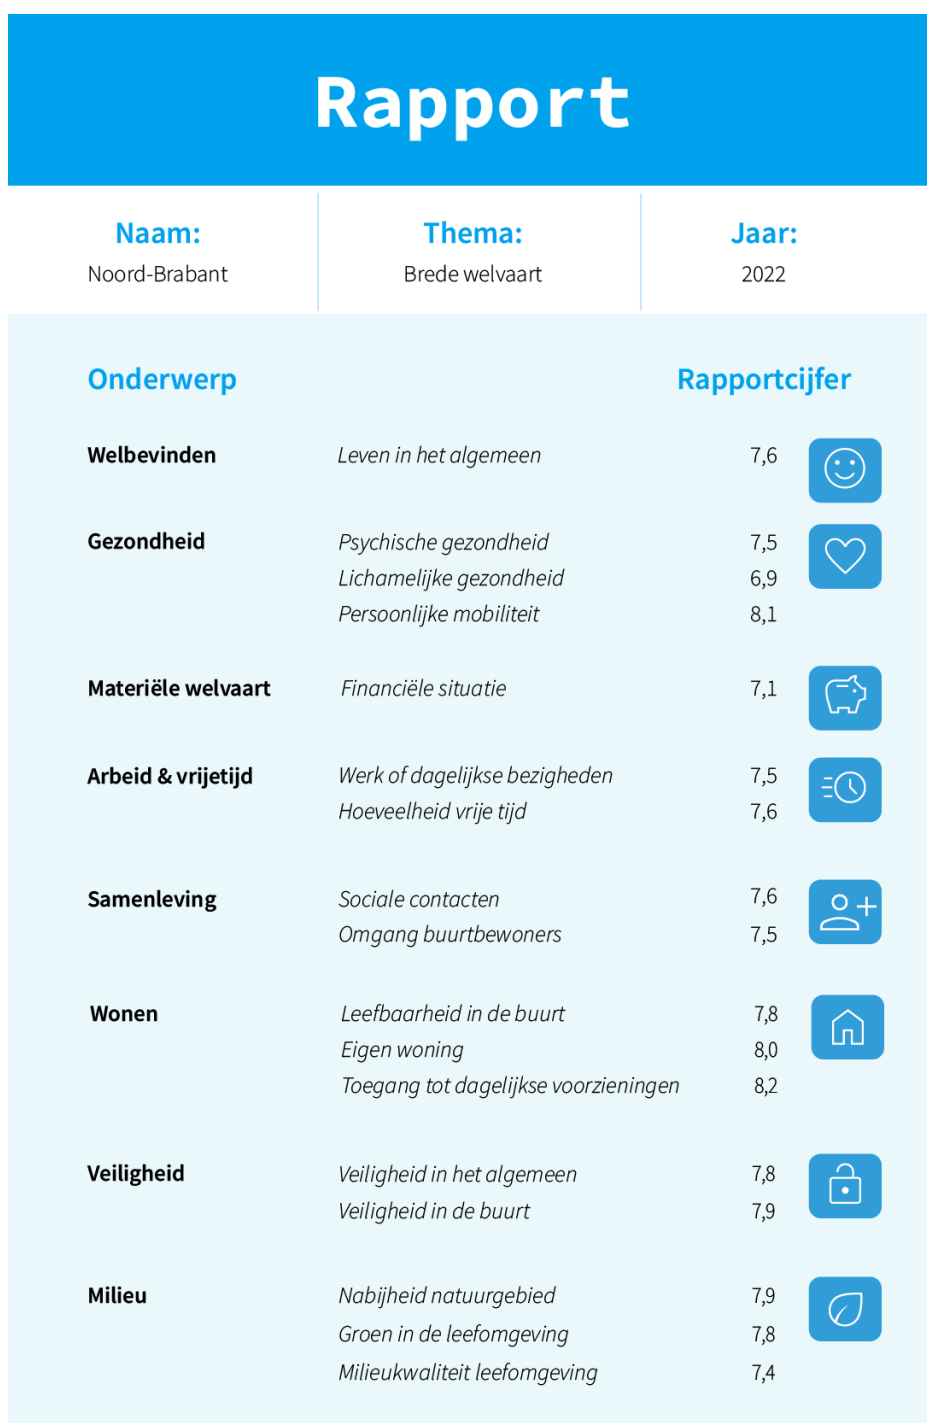 Rapport
Naam: Thema: Jaar:
Noord-Brabant Brede welvaart 2022
Onderwerp Rapportcijfer
Welbevinden Leven in het algemeen 7,6
Gezondheid Psychische gezondheid 7,5
Lichamelijke gezondheid 6,9
Persoonlijke mobiliteit 8,1
Materiële welvaart Financiële situatie 7,1
Arbeid & vrijetijd Werk of dagelijkse bezigheden 7,5
Hoeveelheid vrije tijd 7,6
Samenleving Sociale contacten 7,6
Omgang buurtbewoners 7,5
Wonen Leefbaarheid in de buurt 7,8
Eigen woning 8,0
Toegang tot dagelijkse voorzieningen 8,2
Veiligheid Veiligheid in het algemeen 7,8
Veiligheid in de buurt 7,9
Milieu Nabijheid natuurgebied 7,9
Groen in de leefomgeving 7,8
Milieukwaliteit leefomgeving 7,4